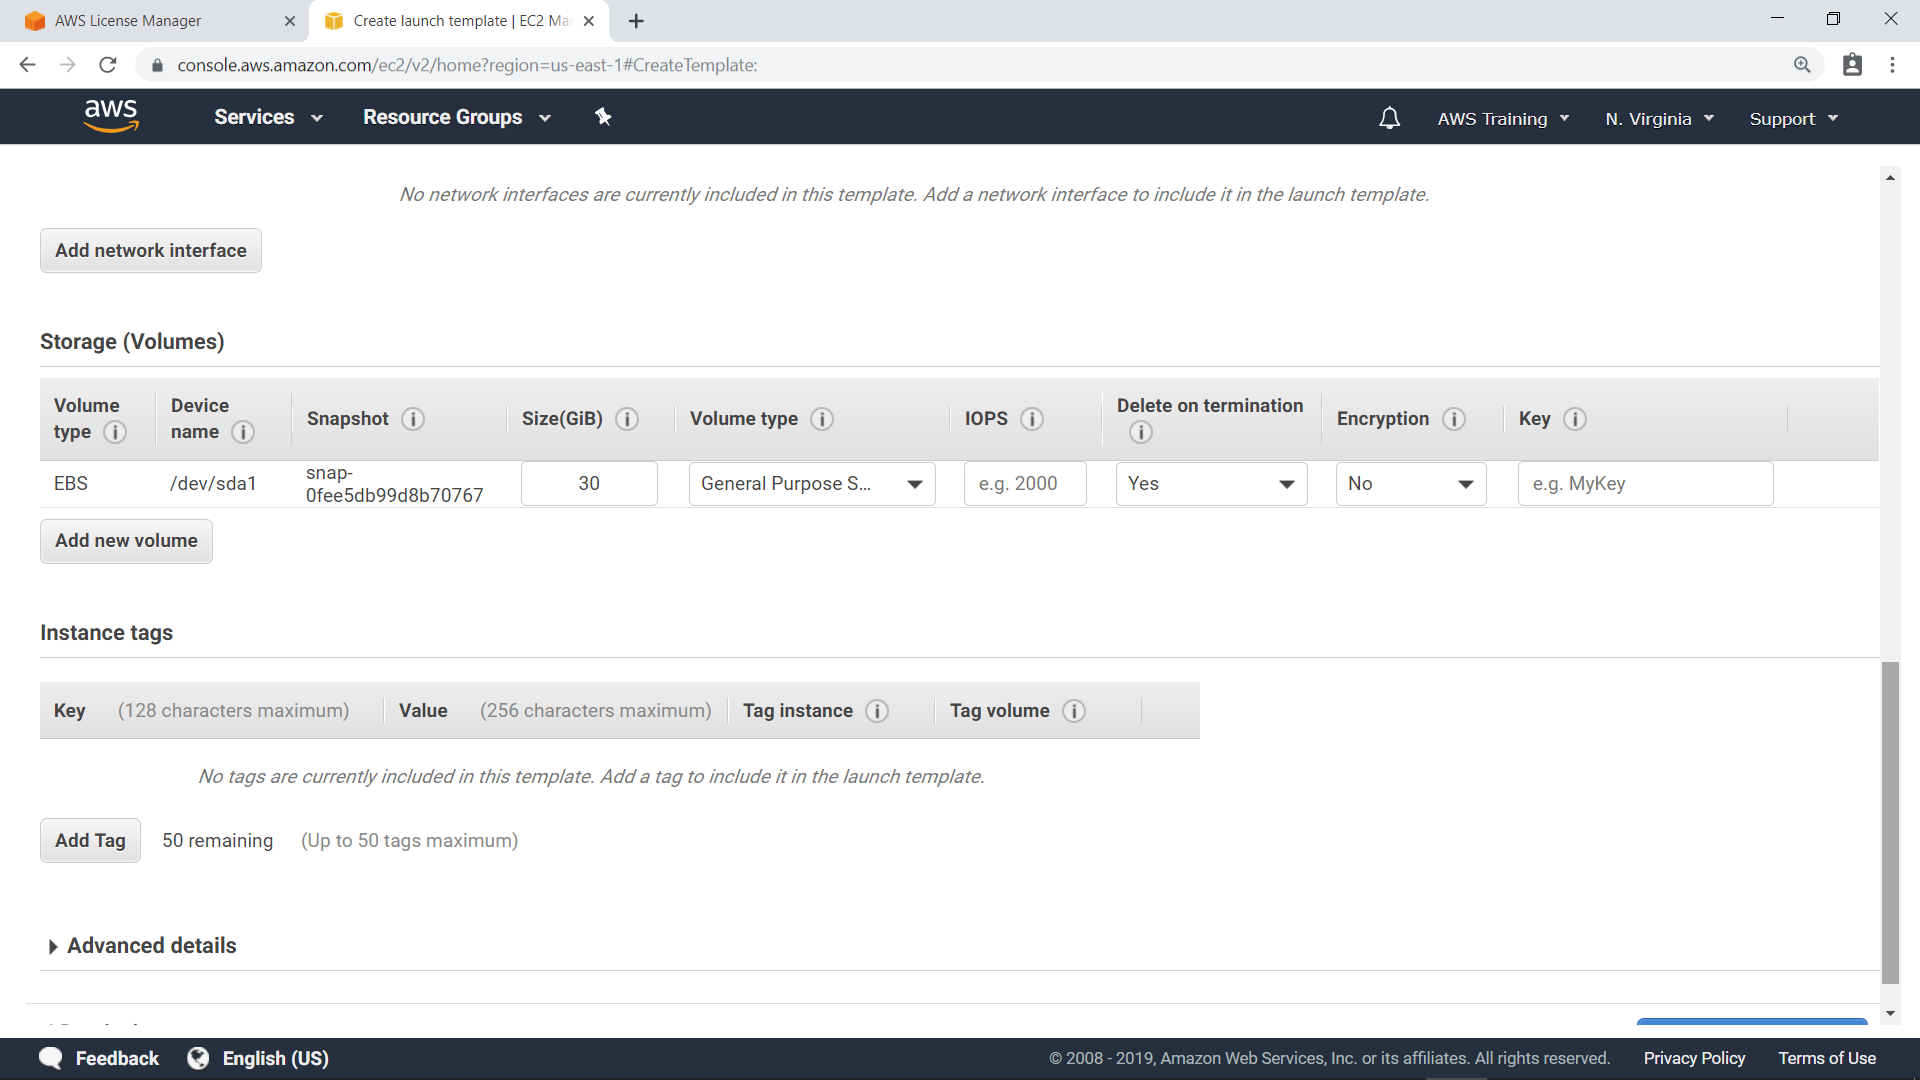 AWS License Manager
Create launch template | EC2 Ma
console.aws.amazon.com/ec2/v2/home?region=us-east-1#CreateTemplate:
aws Services Resource Groups AWS Training N. Virginia Support
No network interfaces are currently included in this template. Add a network interface to include it in the launch template.
Add network interface
Storage (Volumes)
Volume type i Device name i Snapshot i Size(GiB) i Volume type i IOPS i Delete on termination i Encryption i Key i
EBS /dev/sda1 snap-0fee5db99d8b70767 30 General Purpose S... e.g. 2000 Yes No e.g. MyKey
Add new volume
Instance tags
Key (128 characters maximum) Value (256 characters maximum) Tag instance i Tag volume i
No tags are currently included in this template. Add a tag to include it in the launch template.
Add Tag 50 remaining (Up to 50 tags maximum)
Advanced details
Feedback English (US) © 2008 - 2019, Amazon Web Services, Inc. or its affiliates. All rights reserved. Privacy Policy Terms of Use